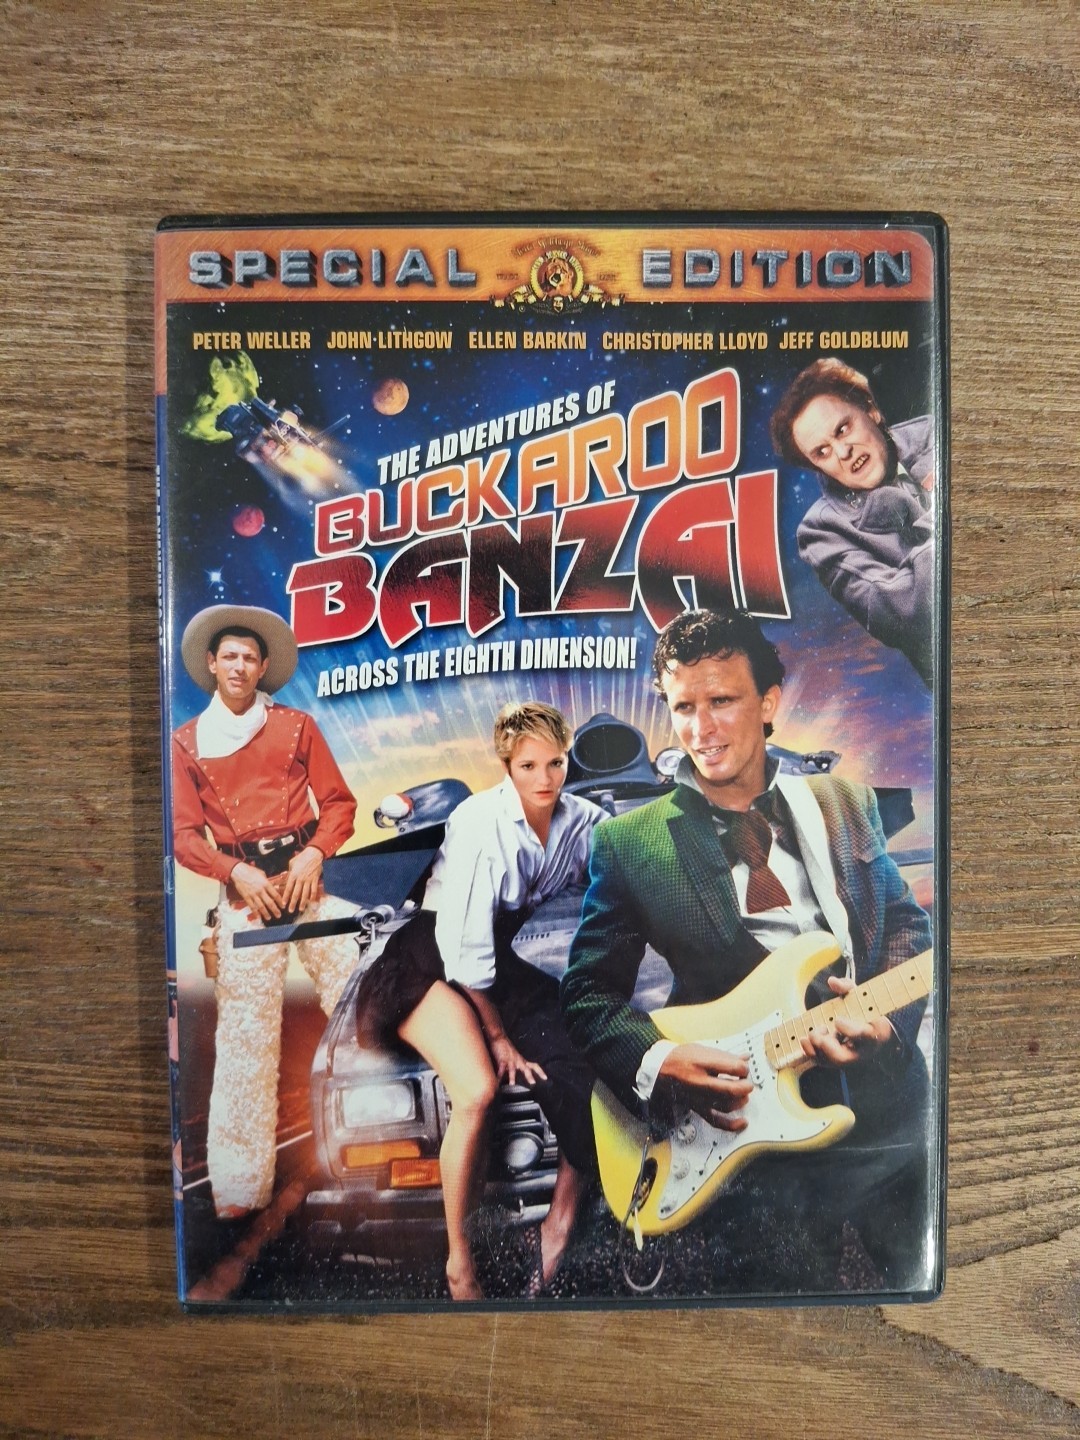 SPECIAL EDITION
PETER WELLER JOHN LITHGOW ELLEN BARKIN CHRISTOPHER LLOYD JEFF GOLDBLUM
THE ADVENTURES OF
BUCKAROO
BANZAI
ACROSS THE EIGHTH DIMENSION!